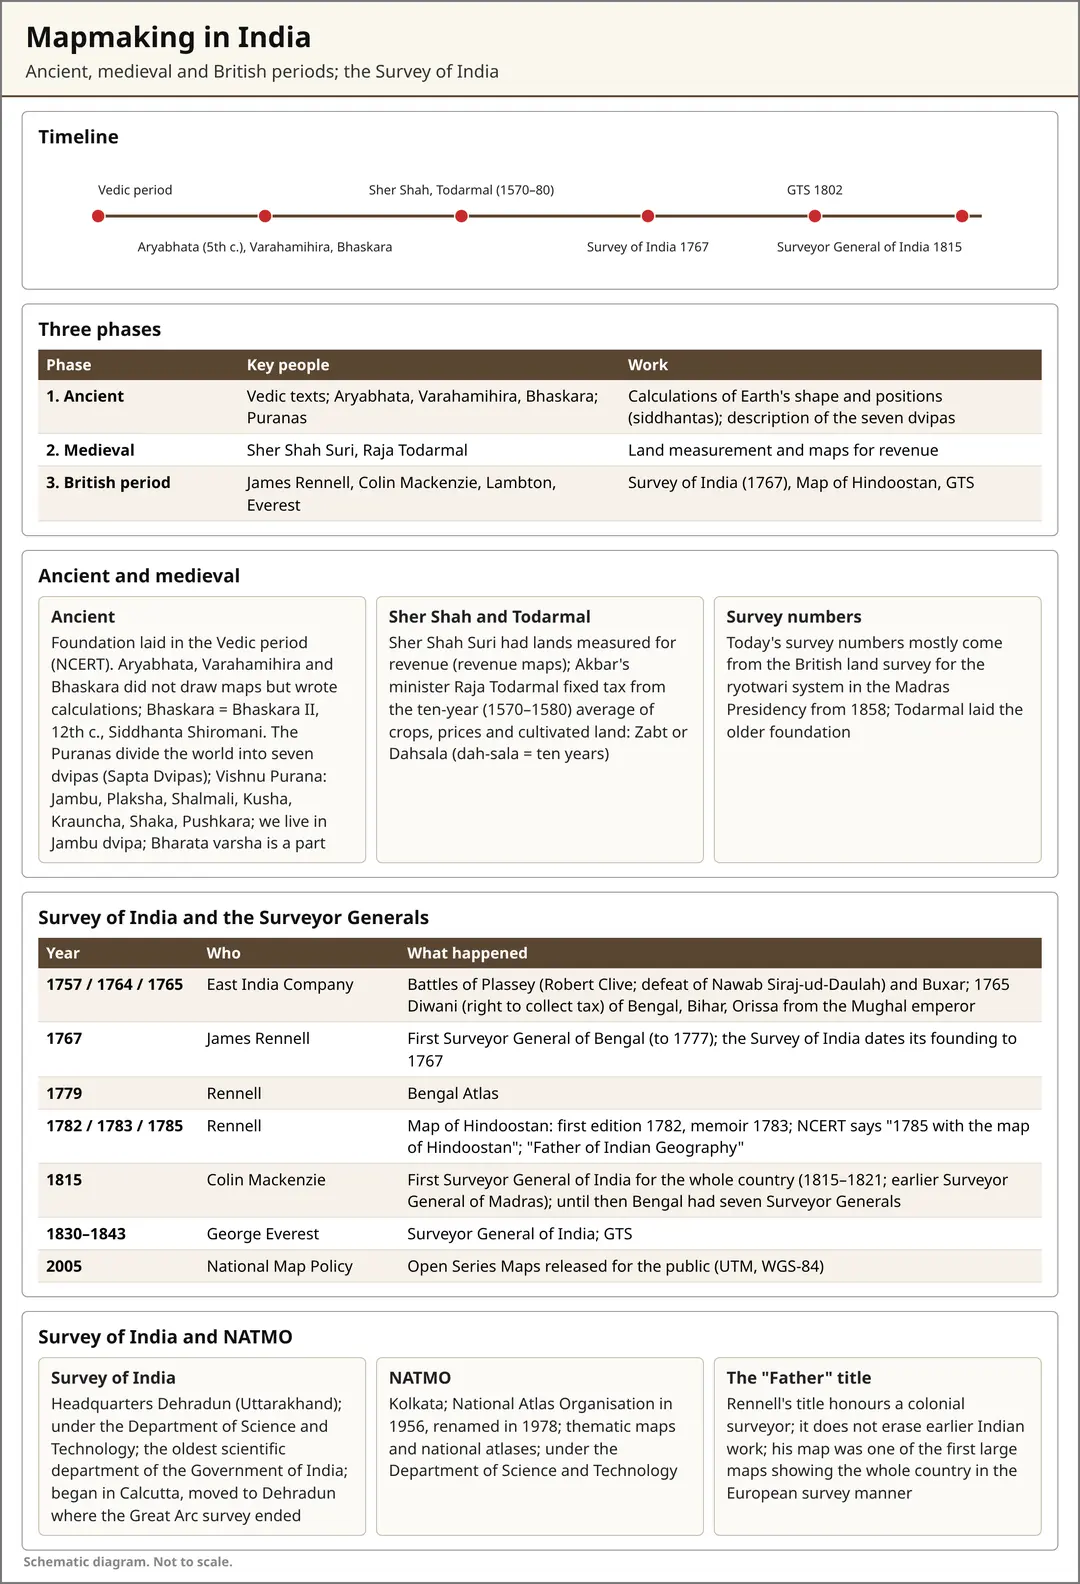 Mapmaking in India
Ancient, medieval and British periods; the Survey of India
Timeline
Vedic period
Sher Shah, Todarmal (1570–80)
GTS 1802
Aryabhata (5th c.), Varahamihira, Bhaskara
Survey of India 1767
Surveyor General of India 1815
Three phases
Phase Key people Work
1. Ancient Vedic texts; Aryabhata, Varahamihira, Bhaskara; Calculations of Earth's shape and positions
Puranas (siddhantas); description of the seven dvipas
2. Medieval Sher Shah Suri, Raja Todarmal Land measurement and maps for revenue
3. British period James Rennell, Colin Mackenzie, Lambton, Survey of India (1767), Map of Hindoostan, GTS
Everest
Ancient and medieval
Ancient
Foundation laid in the Vedic period
(NCERT). Aryabhata, Varahamihira and
Bhaskara did not draw maps but wrote
calculations; Bhaskara = Bhaskara II,
12th c., Siddhanta Shiromani. The
Puranas divide the world into seven
dvipas (Sapta Dvipas); Vishnu Purana:
Jambu, Plaksha, Shalmali, Kusha,
Krauncha, Shaka, Pushkara; we live in
Jambu dvipa; Bharata varsha is a part
Sher Shah and Todarmal
Sher Shah Suri had lands measured for
revenue (revenue maps); Akbar's
minister Raja Todarmal fixed tax from
the ten-year (1570–1580) average of
crops, prices and cultivated land: Zabt or
Dahsala (dah-sala = ten years)
Survey numbers
Today's survey numbers mostly come
from the British land survey for the
ryotwari system in the Madras
Presidency from 1858; Todarmal laid the
older foundation
Survey of India and the Surveyor Generals
Year Who What happened
1757 / 1764 / 1765 East India Company Battles of Plassey (Robert Clive; defeat of Nawab Siraj-ud-Daulah) and Buxar; 1765
Diwani (right to collect tax) of Bengal, Bihar, Orissa from the Mughal emperor
1767 James Rennell First Surveyor General of Bengal (to 1777); the Survey of India dates its founding to
1767
1779 Rennell Bengal Atlas
1782 / 1783 / 1785 Rennell Map of Hindoostan: first edition 1782, memoir 1783; NCERT says "1785 with the map
of Hindoostan"; "Father of Indian Geography"
1815 Colin Mackenzie First Surveyor General of India for the whole country (1815–1821; earlier Surveyor
General of Madras); until then Bengal had seven Surveyor Generals
1830–1843 George Everest Surveyor General of India; GTS
2005 National Map Policy Open Series Maps released for the public (UTM, WGS-84)
Survey of India and NATMO
Survey of India
Headquarters Dehradun (Uttarakhand);
under the Department of Science and
Technology; the oldest scientific
department of the Government of India;
began in Calcutta, moved to Dehradun
where the Great Arc survey ended
NATMO
Kolkata; National Atlas Organisation in
1956, renamed in 1978; thematic maps
and national atlases; under the
Department of Science and Technology
The "Father" title
Rennell's title honours a colonial
surveyor; it does not erase earlier Indian
work; his map was one of the first large
maps showing the whole country in the
European survey manner
Schematic diagram. Not to scale.